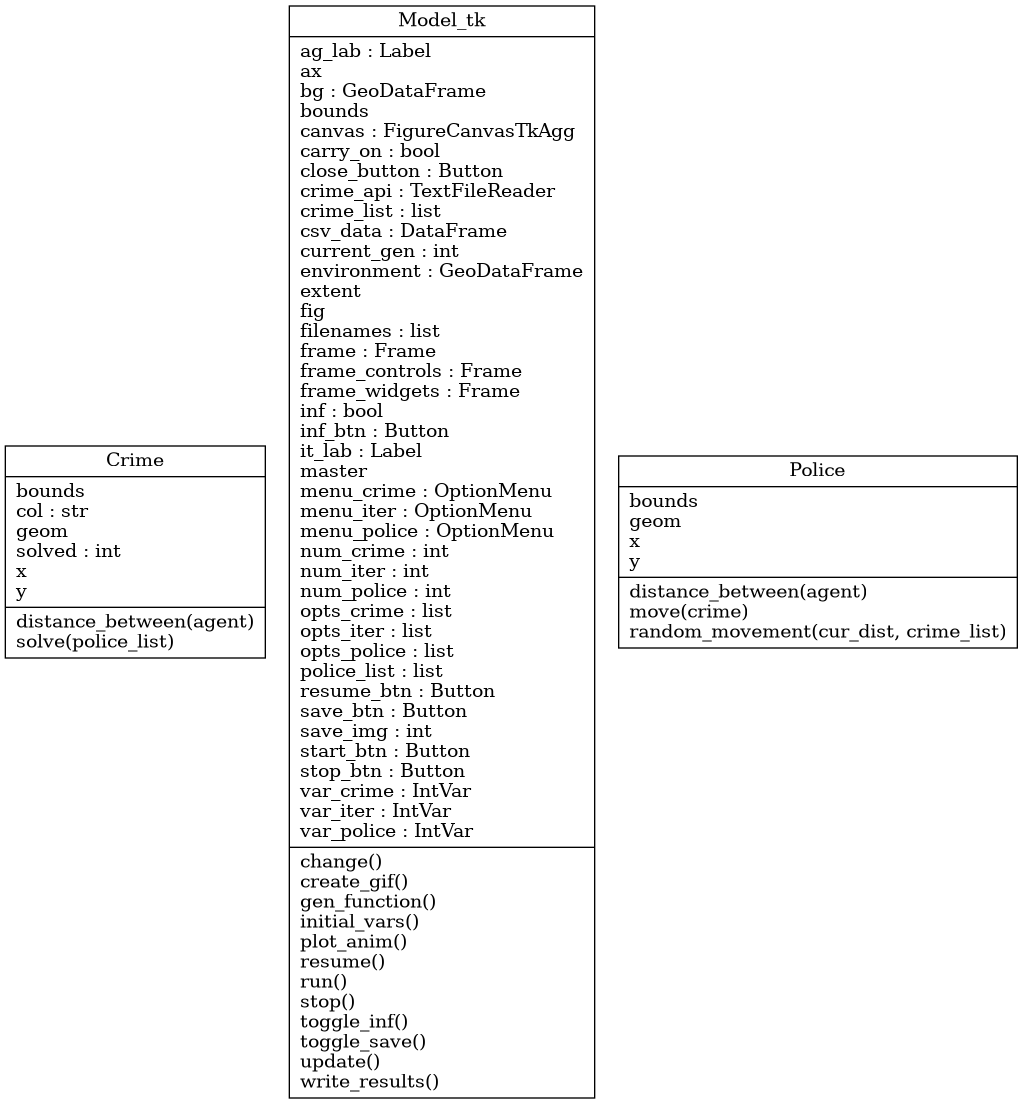 Crime
bounds
col : str
geom
solved : int
x
y
distance_between(agent)
solve(police_list)
Model_tk
ag_lab : Label
ax
bg : GeoDataFrame
bounds
canvas : FigureCanvasTkAgg
carry_on : bool
close_button : Button
crime_api : TextFileReader
crime_list : list
csv_data : DataFrame
current_gen : int
environment : GeoDataFrame
extent
fig
filenames : list
frame : Frame
frame_controls : Frame
frame_widgets : Frame
inf : bool
inf_btn : Button
it_lab : Label
master
menu_crime : OptionMenu
menu_iter : OptionMenu
menu_police : OptionMenu
num_crime : int
num_iter : int
num_police : int
opts_crime : list
opts_iter : list
opts_police : list
police_list : list
resume_btn : Button
save_btn : Button
save_img : int
start_btn : Button
stop_btn : Button
var_crime : IntVar
var_iter : IntVar
var_police : IntVar
change()
create_gif()
gen_function()
initial_vars()
plot_anim()
resume()
run()
stop()
toggle_inf()
toggle_save()
update()
write_results()
Police
bounds
geom
x
y
distance_between(agent)
move(crime)
random_movement(cur_dist, crime_list)